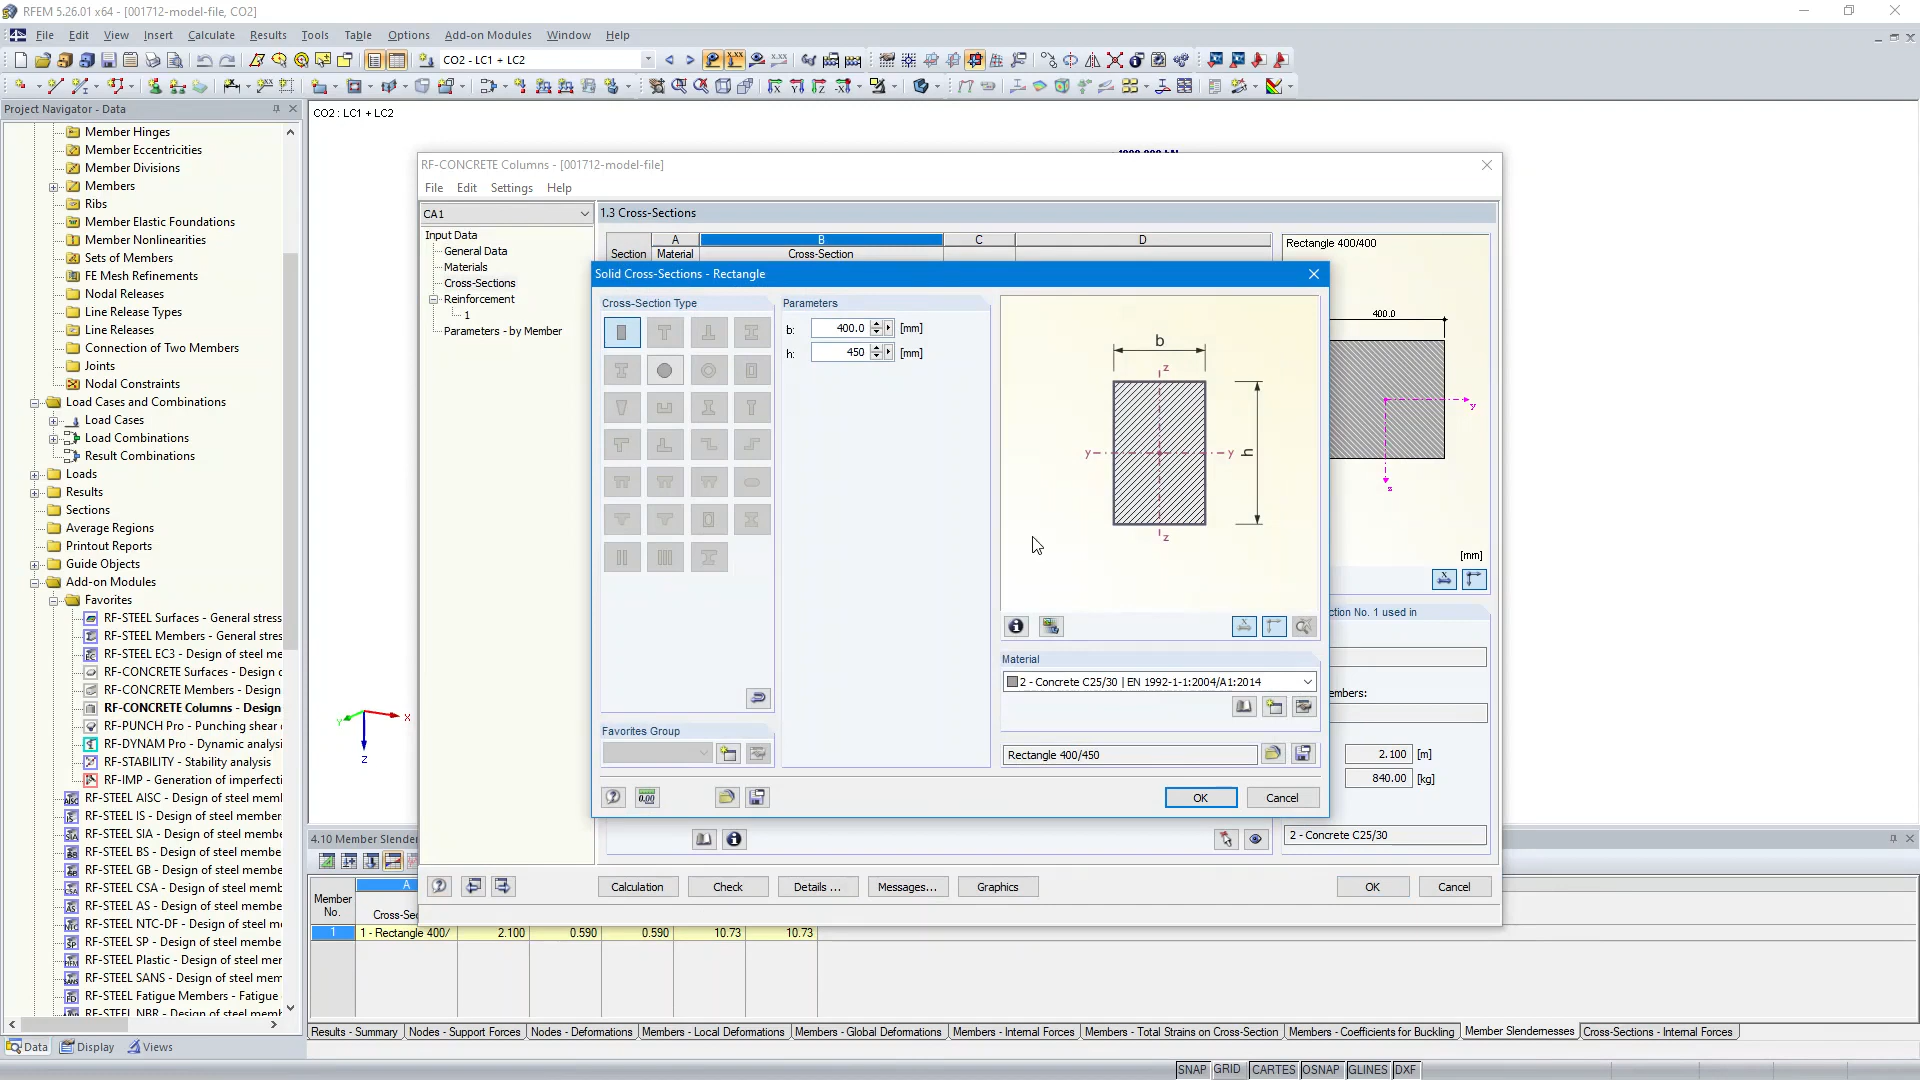 RFEM 5.26.01 x64 - [001712-model-file, CO2]
File Edit View Insert Calculate Results Tools Table Options Add-on Modules Window Help
CO2 - LC1 + LC2
Project Navigator - Data
Member Hinges
Member Eccentricities
Member Divisions
Members
Ribs
Member Elastic Foundations
Member Nonlinearities
Sets of Members
FE Mesh Refinements
Nodal Releases
Line Release Types
Line Releases
Connection of Two Members
Joints
Nodal Constraints
Load Cases and Combinations
Load Cases
Load Combinations
Result Combinations
Loads
Results
Sections
Average Regions
Printout Reports
Guide Objects
Add-on Modules
Favorites
RF-STEEL Surfaces - General stress
RF-STEEL Members - General stres
RF-STEEL EC3 - Design of steel me
RF-CONCRETE Surfaces - Design c
RF-CONCRETE Members - Design
RF-CONCRETE Columns - Design
RF-PUNCH Pro - Punching shear
RF-DYNAM Pro - Dynamic analysi
RF-STABILITY - Stability analysis
RF-IMP - Generation of imperfecti
RF-STEEL AISC - Design of steel meml
RF-STEEL IS - Design of steel member
RF-STEEL SIA - Design of steel memb
RF-STEEL BS - Design of steel membe
RF-STEEL GB - Design of steel membe
RF-STEEL CSA - Design of steel memb
RF-STEEL AS - Design of steel membe
RF-STEEL NTC-DF - Design of steel m
RF-STEEL SP - Design of steel membe
RF-STEEL Plastic - Design of steel me
RF-STEEL SANS - Design of steel mem
RF-STEEL Fatigue Members - Fatigue
RF-STEEL NBR - Design of steel mem
Data Display Views
CO2 : LC1 + LC2
X
Y
Z
RF-CONCRETE Columns - [001712-model-file]
File Edit Settings Help
CA1
Input Data
General Data
Materials
Cross-Sections
Reinforcement
1
Parameters - by Member
1.3 Cross-Sections
A B C D
Section Material Cross-Section
Rectangle 400/400
400.0
y
z
[mm]
ction No. 1 used in
embers:
2.100 [m]
840.00 [kg]
2 - Concrete C25/30
Solid Cross-Sections - Rectangle
Cross-Section Type
Parameters
b: 400.0 [mm]
h: 450 [mm]
b
z
y y
h
z
Material
2 - Concrete C25/30 | EN 1992-1-1:2004/A1:2014
Favorites Group
Rectangle 400/450
0.00
OK Cancel
Calculation Check Details ... Messages... Graphics OK Cancel
4.10 Member Slender
A
Member
No.
Cross-Sec
1 1 - Rectangle 400/ 2.100 0.590 0.590 10.73 10.73
Results - Summary Nodes - Support Forces Nodes - Deformations Members - Local Deformations Members - Global Deformations Members - Internal Forces Members - Total Strains on Cross-Section Members - Coefficients for Buckling Member Slendernesses Cross-Sections - Internal Forces
SNAP GRID CARTES OSNAP GLINES DXF